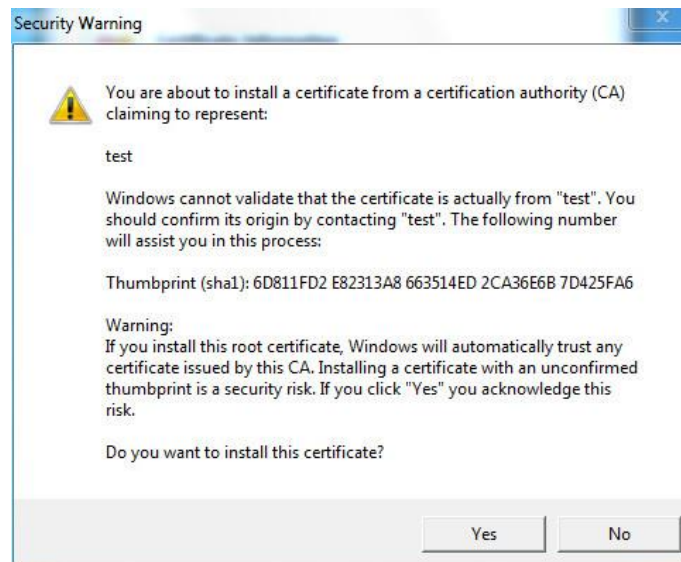 Security Warning
You are about to install a certificate from a certification authority (CA)
claiming to represent:
test
Windows cannot validate that the certificate is actually from "test". You
should confirm its origin by contacting "test". The following number
will assist you in this process:
Thumbprint (sha1): 6D811FD2 E82313A8 663514ED 2CA36E6B 7D425FA6
Warning:
If you install this root certificate, Windows will automatically trust any
certificate issued by this CA. Installing a certificate with an unconfirmed
thumbprint is a security risk. If you click "Yes" you acknowledge this
risk.
Do you want to install this certificate?
Yes No